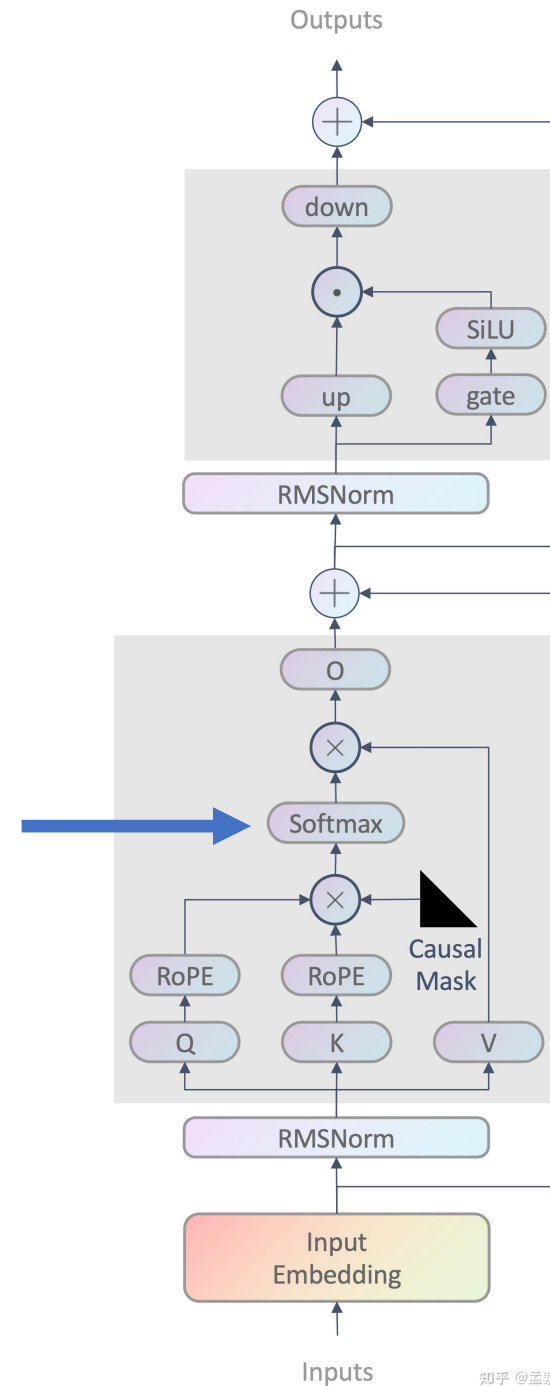 Outputs
down
SiLU
up
gate
RMSNorm
O
Softmax
Causal
Mask
RoPE
RoPE
Q
K
V
RMSNorm
Input
Embedding
Inputs
知乎 @孟